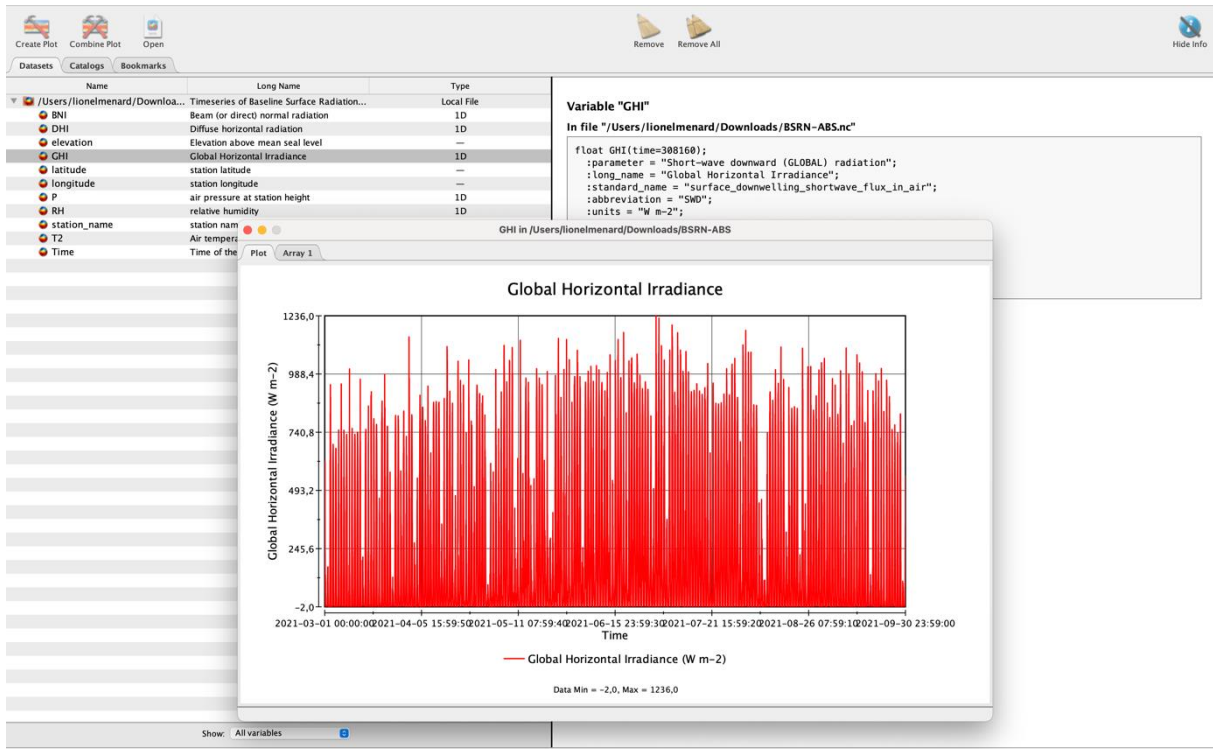 Create Plot Combine Plot Open Remove Remove All Hide Info
Datasets Catalogs Bookmarks
Name Long Name Type
/Users/lionelmenard/Downloa... Timeseries of Baseline Surface Radiation... Local File
BNI Beam (or direct) normal radiation 1D
DHI Diffuse horizontal radiation 1D
elevation Elevation above mean seal level —
GHI Global Horizontal Irradiance 1D
latitude station latitude —
longitude station longitude —
P air pressure at station height 1D
RH relative humidity 1D
station_name station nam
T2 Air tempera
Time Time of the
Variable "GHI"
In file "/Users/lionelmenard/Downloads/BSRN-ABS.nc"
float GHI(time=308160);
:parameter = "Short-wave downward (GLOBAL) radiation";
:long_name = "Global Horizontal Irradiance";
:standard_name = "surface_downwelling_shortwave_flux_in_air";
:abbreviation = "SWD";
:units = "W m-2";
GHI in /Users/lionelmenard/Downloads/BSRN-ABS
Plot Array 1
Global Horizontal Irradiance
1236,0
988,4
740,8
493,2
245,6
-2,0
Global Horizontal Irradiance (W m-2)
2021-03-01 00:00:00 2021-04-05 15:59:50 2021-05-11 07:59:40 2021-06-15 23:59:30 2021-07-21 15:59:20 2021-08-26 07:59:10 2021-09-30 23:59:00
Time
Global Horizontal Irradiance (W m-2)
Data Min = -2,0, Max = 1236,0
Show: All variables